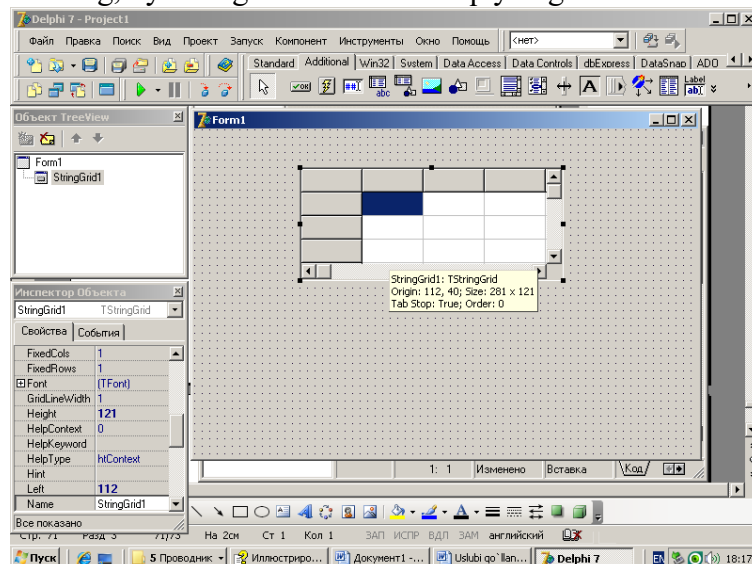 Delphi 7 - Project1
Файл Правка Поиск Вид Проект Запуск Компонент Инструменты Окно Помощь <нет>
Standard Additional Win32 System Data Access Data Controls dbExpress DataSnap ADO
Объект TreeView
Form1
StringGrid1
Form1
StringGrid1: TStringGrid
Origin: 112, 40; Size: 281 x 121
Tab Stop: True; Order: 0
Инспектор Объекта
StringGrid1 TStringGrid
Свойства События
FixedCols 1
FixedRows 1
Font (TFont)
GridLineWidth 1
Height 121
HelpContext 0
HelpKeyword
HelpType htContext
Hint
Left 112
Name StringGrid1
Все показано
1: 1 Изменено Вставка Код
Стр. 71 Разд 3 71/73 На 2см Ст 1 Кол 1 ЗАП ИСПР ВДЛ ЗАМ английский
Пуск 5 Проводник Иллюстриро... Документ1 -... Uslubi qo`llan... Delphi 7 EN 18:17